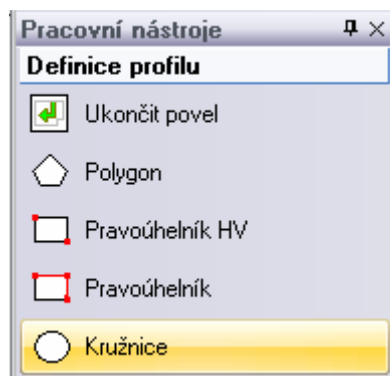 Pracovní nástroje
Definice profilu
Ukončit povel
Polygon
Pravoúhelník HV
Pravoúhelník
Kružnice